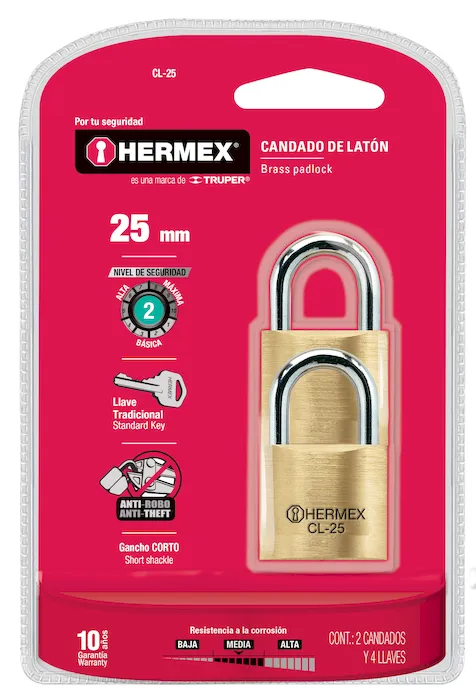 CL-25
Por tu seguridad
HERMEX®
es una marca de TRUPER®
CANDADO DE LATÓN
Brass padlock
25 mm
NIVEL DE SEGURIDAD
ALTA
MÁXIMA
2
BÁSICA
HERMEX
Llave
Tradicional
Standard Key
ANTI-ROBO
ANTI-THEFT
Gancho CORTO
Short shackle
HERMEX
CL-25
10 años
Garantía
Warranty
Resistencia a la corrosión
BAJA
MEDIA
ALTA
CONT.: 2 CANDADOS
Y 4 LLAVES